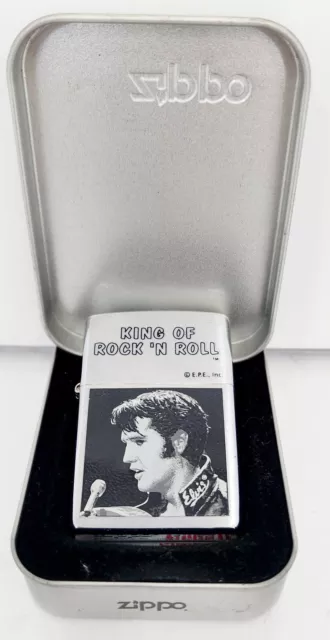 zippo
KING OF
ROCK 'N ROLL
™
© E.P.E., Inc
Elvis
zippo